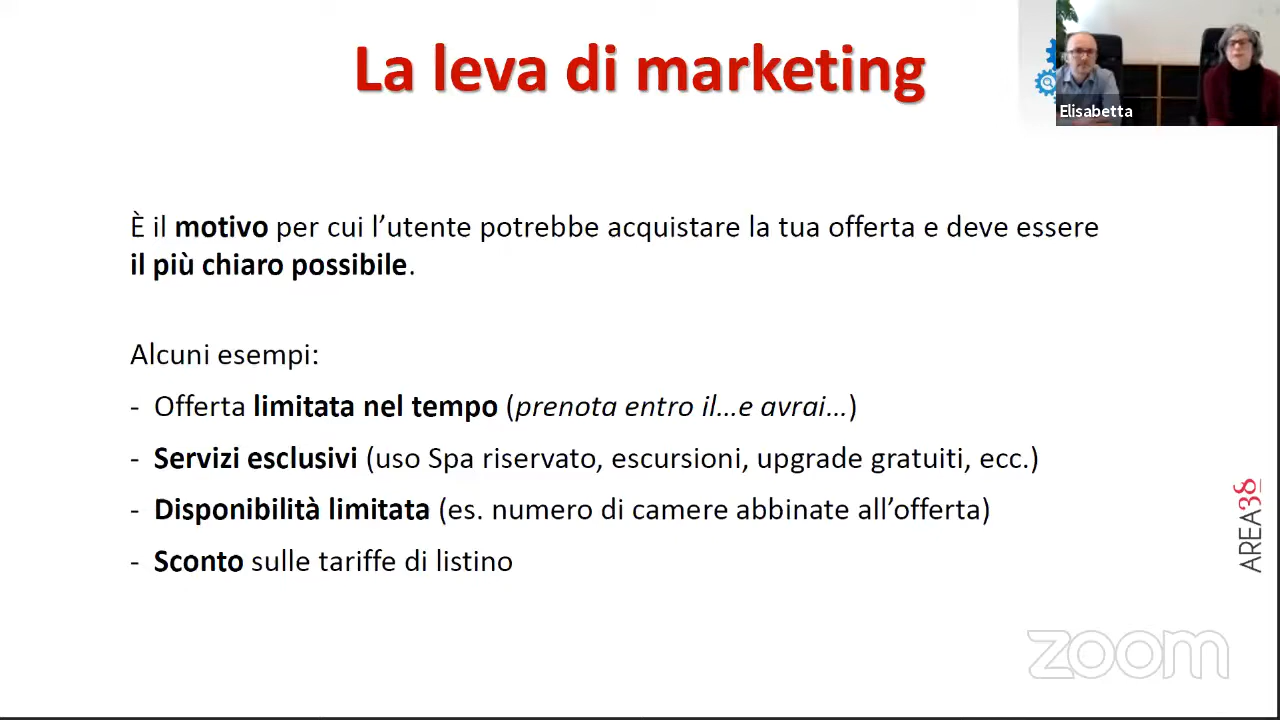 La leva di marketing
Elisabetta
È il motivo per cui l’utente potrebbe acquistare la tua offerta e deve essere
il più chiaro possibile.
Alcuni esempi:
- Offerta limitata nel tempo (prenota entro il…e avrai…)
- Servizi esclusivi (uso Spa riservato, escursioni, upgrade gratuiti, ecc.)
- Disponibilità limitata (es. numero di camere abbinate all’offerta)
- Sconto sulle tariffe di listino
AREA38
zoom